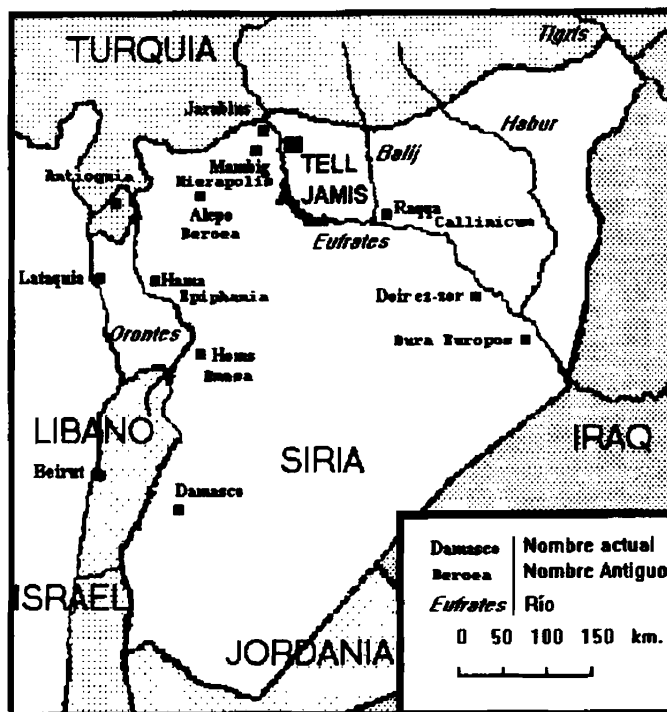 TURQUIA
Tigris
Jarablus
Habur
Mambig
Hierapolis
TELL
JAMIS
Balij
Antioquia
Alepo
Beroea
Raqqa
Callinicum
Eufrates
Lataquia
Hama
Epiphania
Deir ez-zor
Orontes
Homs
Emesa
Dura Europos
LIBANO
SIRIA
IRAQ
Beirut
Damasco
ISRAEL
JORDANIA
Damasco Nombre actual
Beroea Nombre Antiguo
Eufrates Río
0 50 100 150 km.